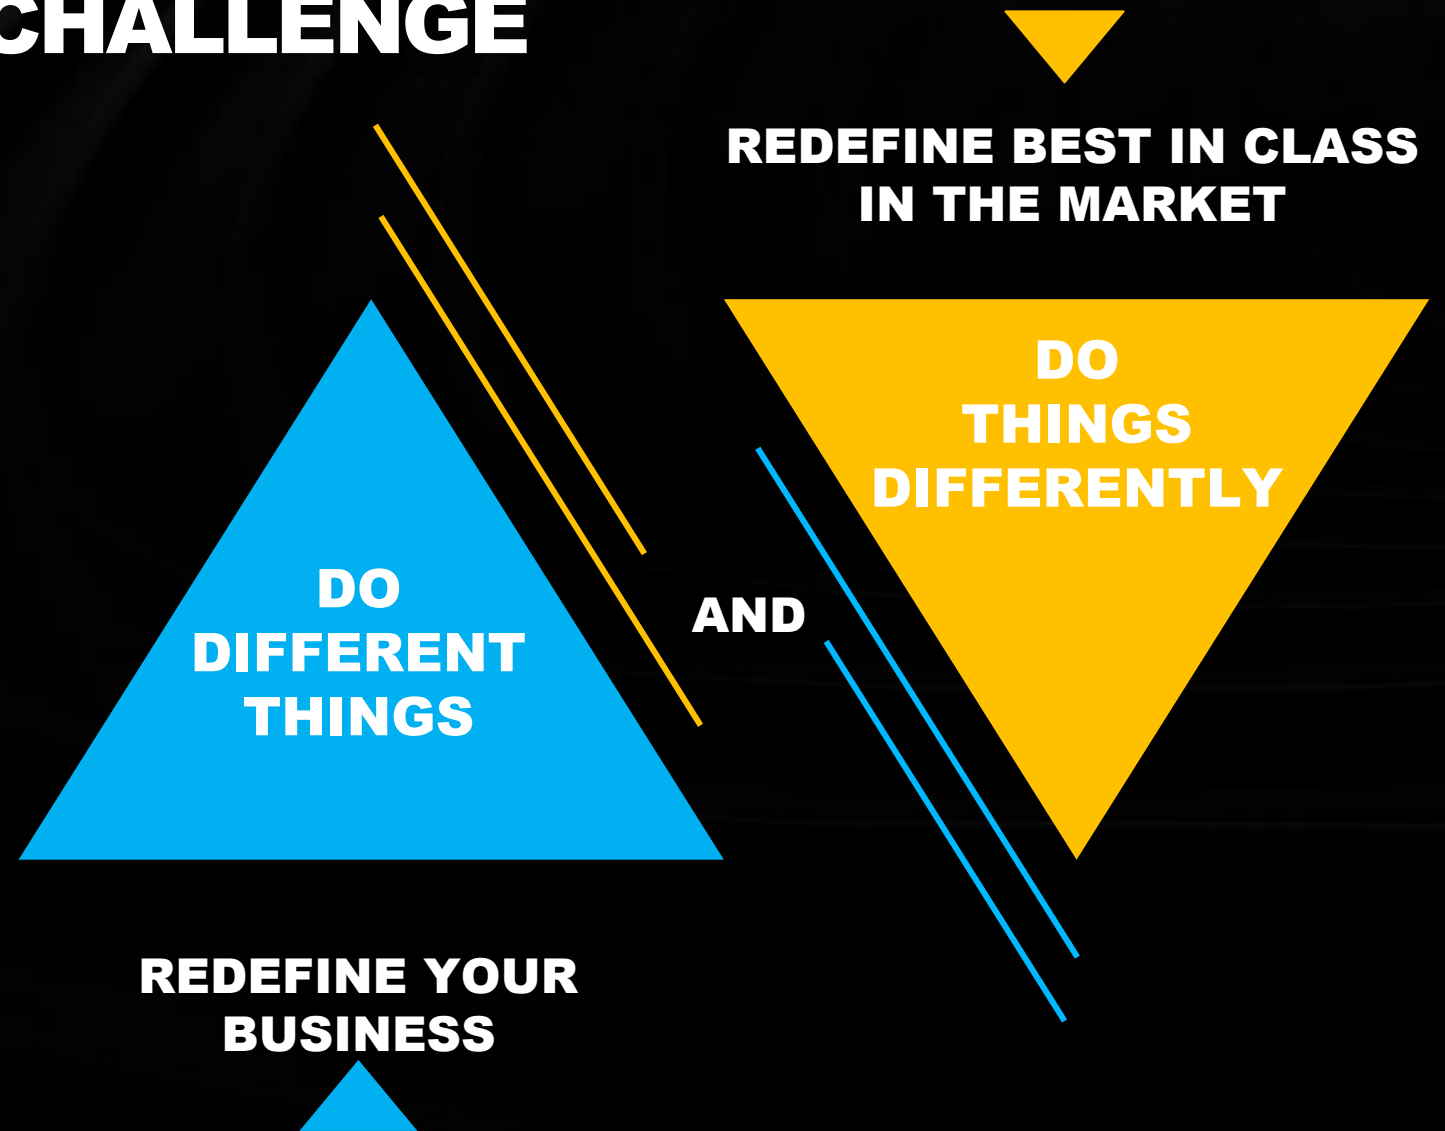 CHALLENGE
REDEFINE BEST IN CLASS
IN THE MARKET
DO
THINGS
DIFFERENTLY
AND
DO
DIFFERENT
THINGS
REDEFINE YOUR
BUSINESS